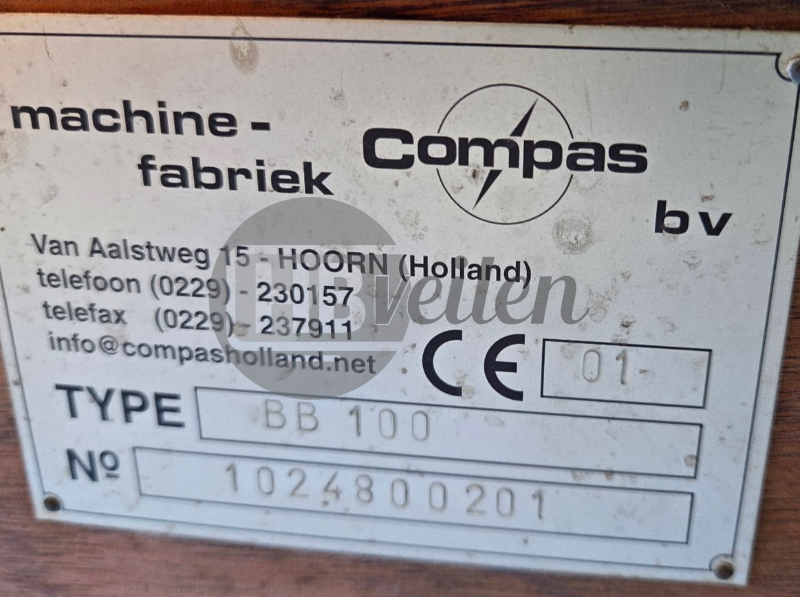 machine-
fabriek
Compas
bv
Van Aalstweg 15 - HOORN (Holland)
telefoon (0229) - 230157
telefax (0229) - 237911
info@compasholland.net
CE 01-
TYPE BB 100
Nº 1024800201
HBvelten